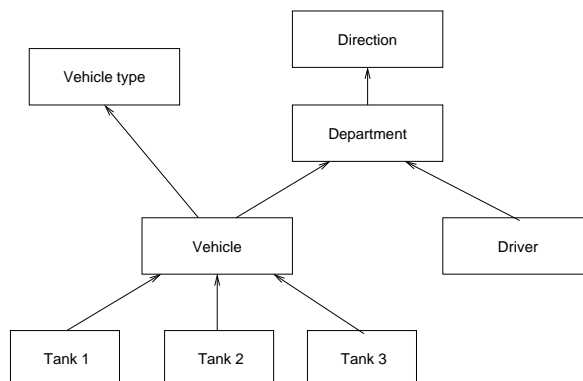 Direction
Vehicle type
Department
Vehicle
Driver
Tank 1
Tank 2
Tank 3